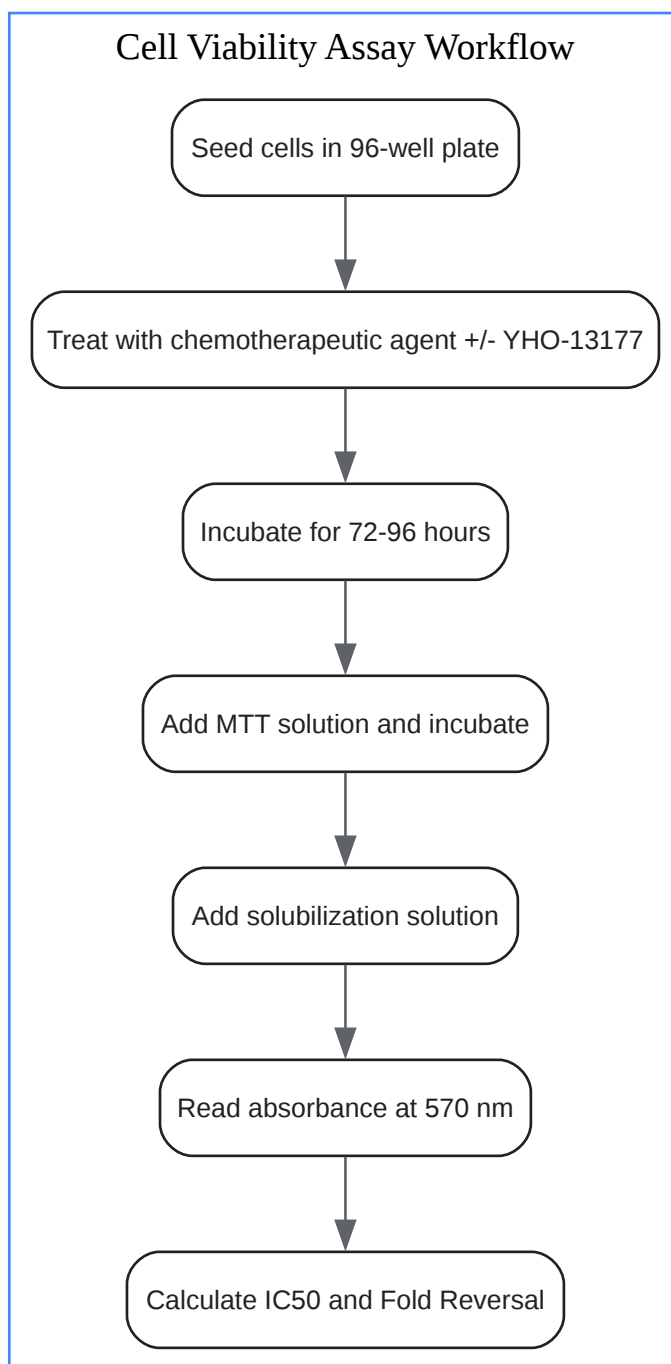 Cell Viability Assay Workflow
Seed cells in 96-well plate
Treat with chemotherapeutic agent +/- YHO-13177
Incubate for 72-96 hours
Add MTT solution and incubate
Add solubilization solution
Read absorbance at 570 nm
Calculate IC50 and Fold Reversal